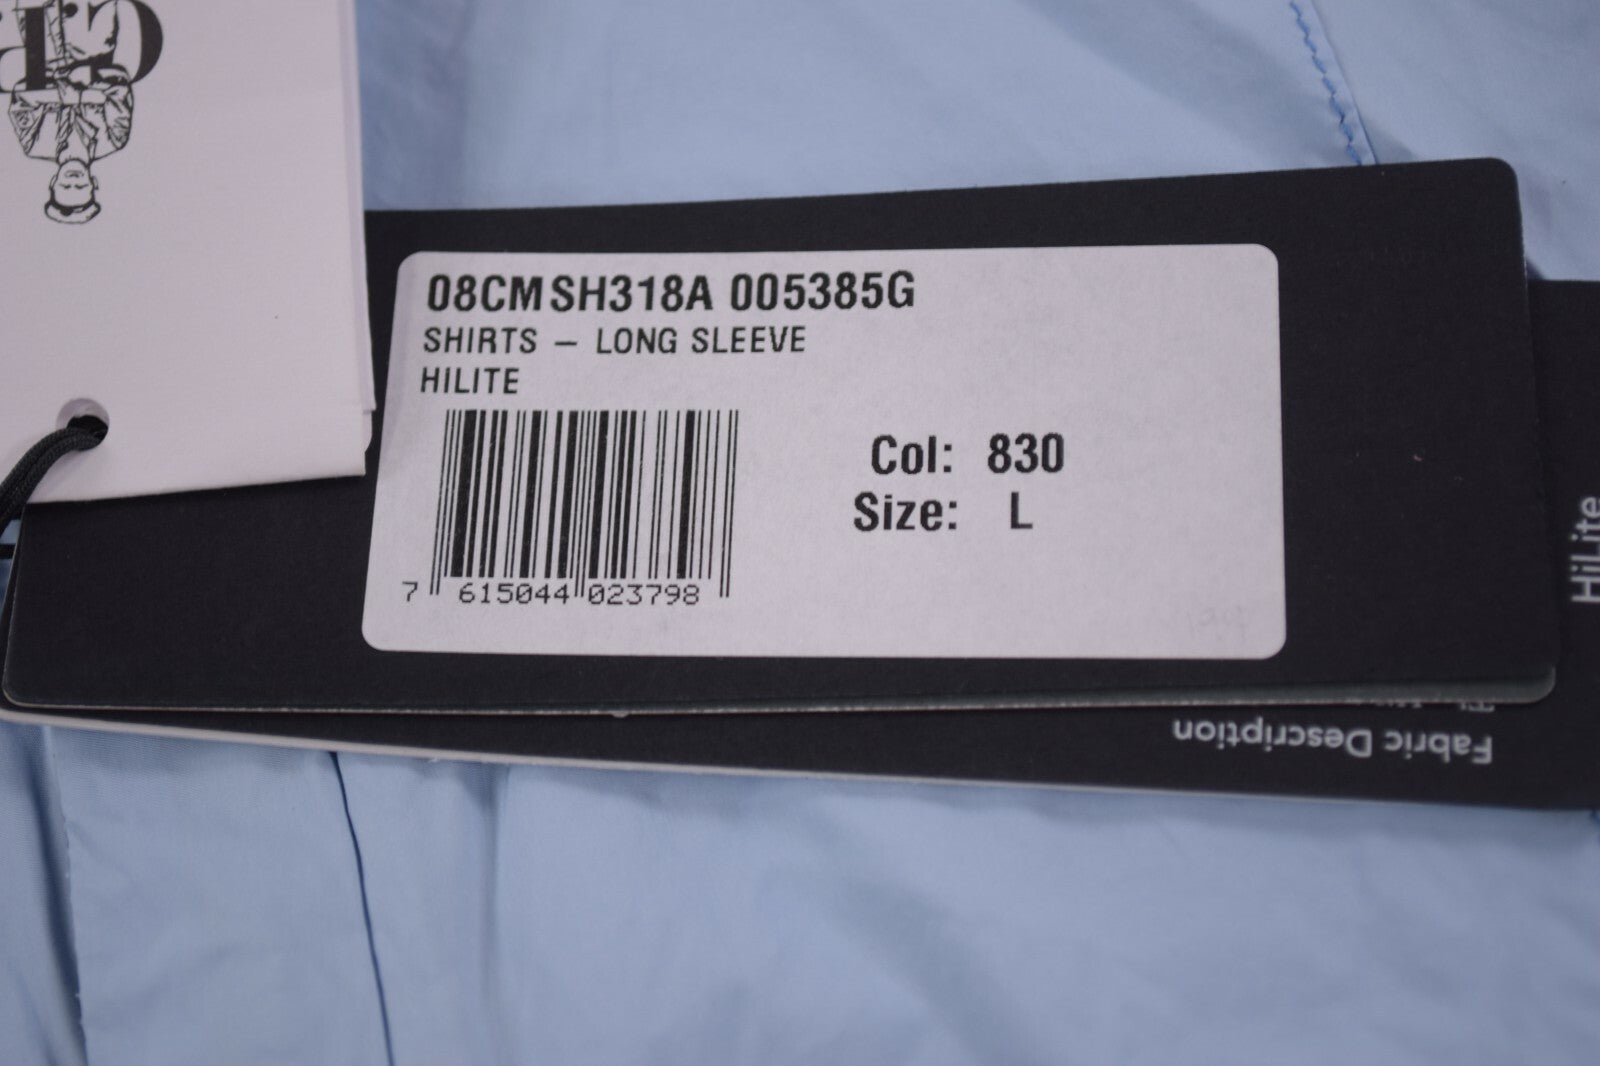 C.P.
08CMSH318A 005385G
SHIRTS – LONG SLEEVE
HILITE
Col: 830
Size: L
7 615044 023798
HiLite
Fabric Description